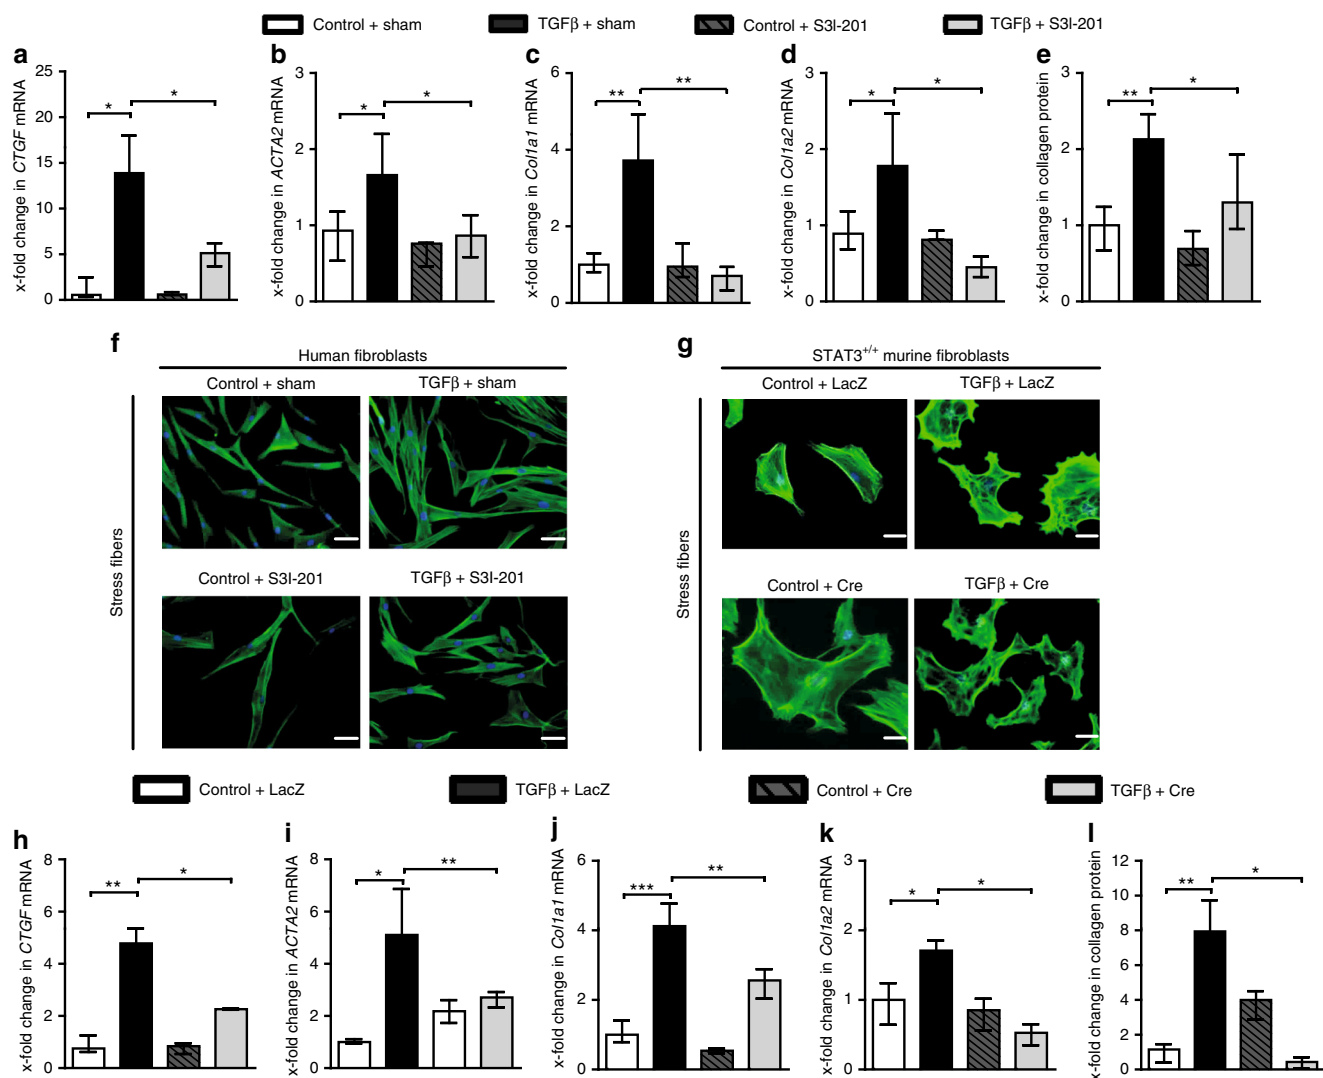 Control + sham
TGFβ + sham
Control + S3I-201
TGFβ + S3I-201
a
x-fold change in CTGF mRNA
25
20
15
10
5
0
*
*
b
x-fold change in ACTA2 mRNA
3
2
1
0
*
*
c
x-fold change in Col1a1 mRNA
6
4
2
0
**
**
d
x-fold change in Col1a2 mRNA
3
2
1
0
*
*
e
x-fold change in collagen protein
3
2
1
0
**
*
f
Human fibroblasts
Control + sham
TGFβ + sham
Stress fibers
Control + S3I-201
TGFβ + S3I-201
g
STAT3+/+ murine fibroblasts
Control + LacZ
TGFβ + LacZ
Stress fibers
Control + Cre
TGFβ + Cre
Control + LacZ
TGFβ + LacZ
Control + Cre
TGFβ + Cre
h
x-fold change in CTGF mRNA
8
6
4
2
0
**
*
i
x-fold change in ACTA2 mRNA
8
6
4
2
0
*
**
j
x-fold change in Col1a1 mRNA
6
4
2
0
***
**
k
x-fold change in Col1a2 mRNA
3
2
1
0
*
*
l
x-fold change in collagen protein
12
10
8
6
4
2
0
**
*